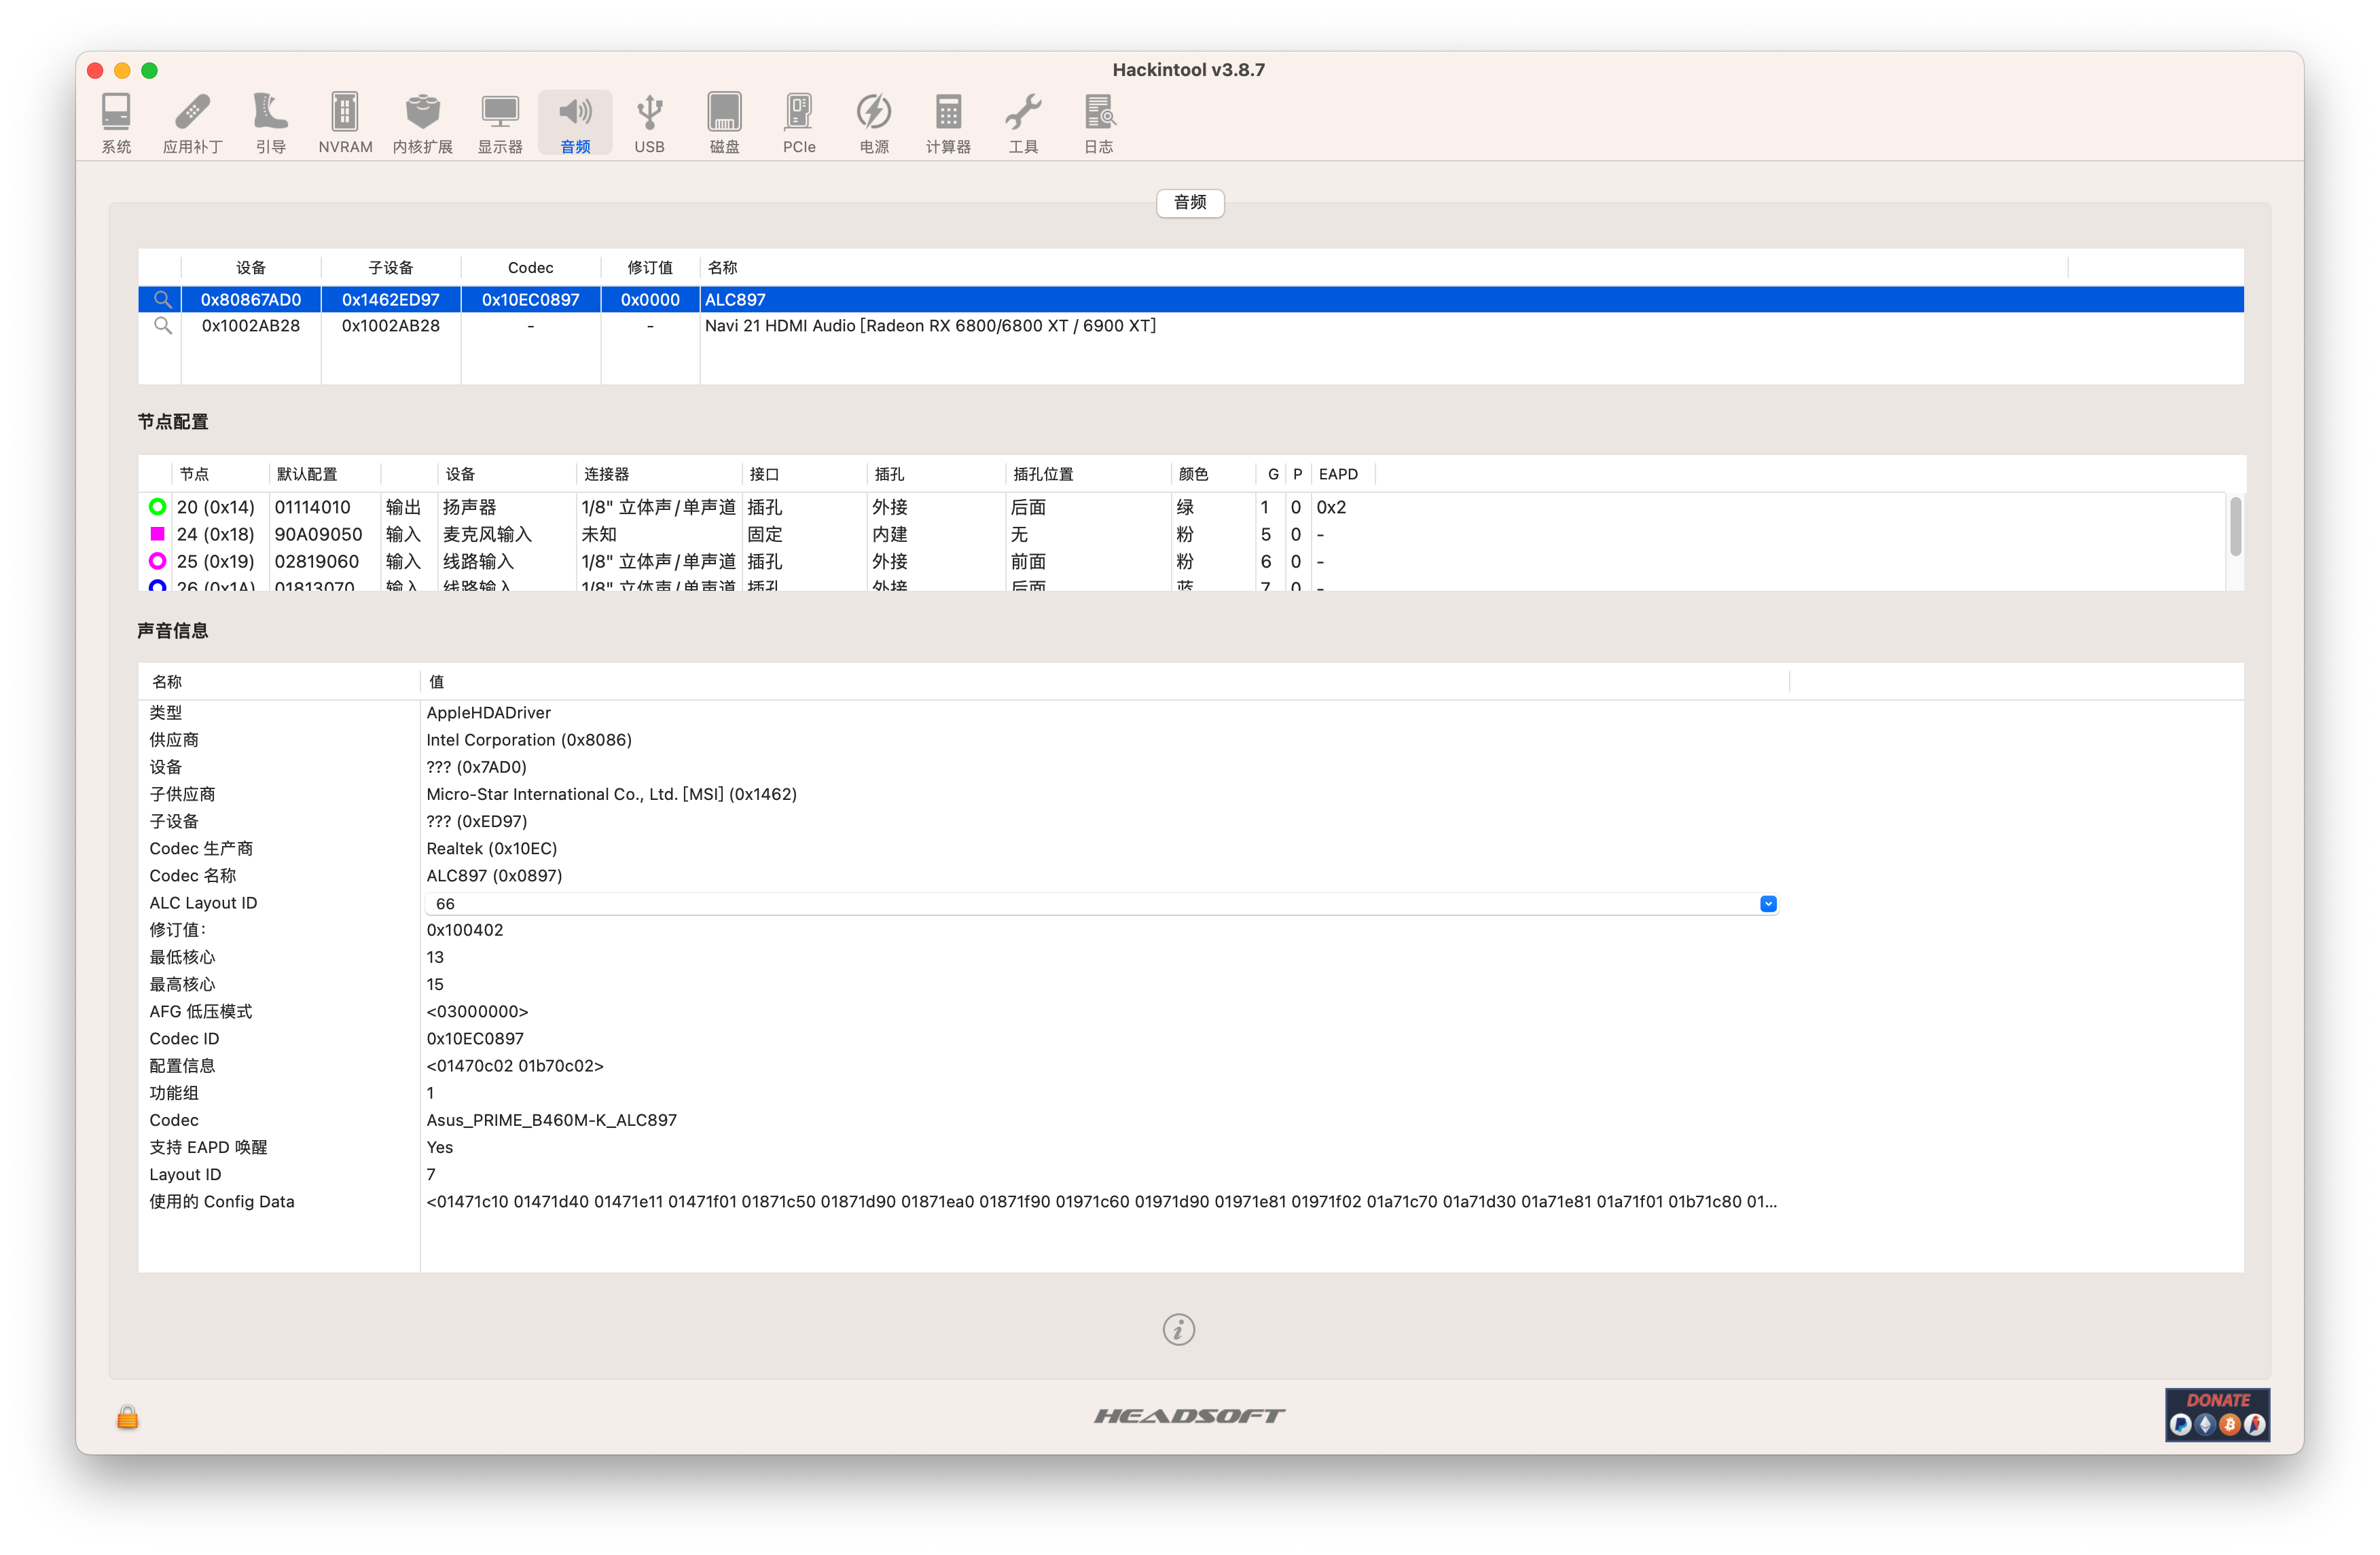 Hackintool v3.8.7
系统 应用补丁 引导 NVRAM 内核扩展 显示器 音频 USB 磁盘 PCIe 电源 计算器 工具 日志
音频
设备 子设备 Codec 修订值 名称
0x80867AD0 0x1462ED97 0x10EC0897 0x0000 ALC897
0x1002AB28 0x1002AB28 - - Navi 21 HDMI Audio [Radeon RX 6800/6800 XT / 6900 XT]
节点配置
节点 默认配置 设备 连接器 接口 插孔 插孔位置 颜色 G P EAPD
20 (0x14) 01114010 输出 扬声器 1/8" 立体声/单声道 插孔 外接 后面 绿 1 0 0x2
24 (0x18) 90A09050 输入 麦克风输入 未知 固定 内建 无 粉 5 0 -
25 (0x19) 02819060 输入 线路输入 1/8" 立体声/单声道 插孔 外接 前面 粉 6 0 -
26 (0x1A) 01813070 输入 线路输入 1/8" 立体声/单声道 插孔 外接 后面 蓝 7 0 -
声音信息
名称 值
类型 AppleHDADriver
供应商 Intel Corporation (0x8086)
设备 ??? (0x7AD0)
子供应商 Micro-Star International Co., Ltd. [MSI] (0x1462)
子设备 ??? (0xED97)
Codec 生产商 Realtek (0x10EC)
Codec 名称 ALC897 (0x0897)
ALC Layout ID 66
修订值: 0x100402
最低核心 13
最高核心 15
AFG 低压模式 <03000000>
Codec ID 0x10EC0897
配置信息 <01470c02 01b70c02>
功能组 1
Codec Asus_PRIME_B460M-K_ALC897
支持 EAPD 唤醒 Yes
Layout ID 7
使用的 Config Data <01471c10 01471d40 01471e11 01471f01 01871c50 01871d90 01871ea0 01871f90 01971c60 01971d90 01971e81 01971f02 01a71c70 01a71d30 01a71e81 01a71f01 01b71c80 01...
HEADSOFT
DONATE